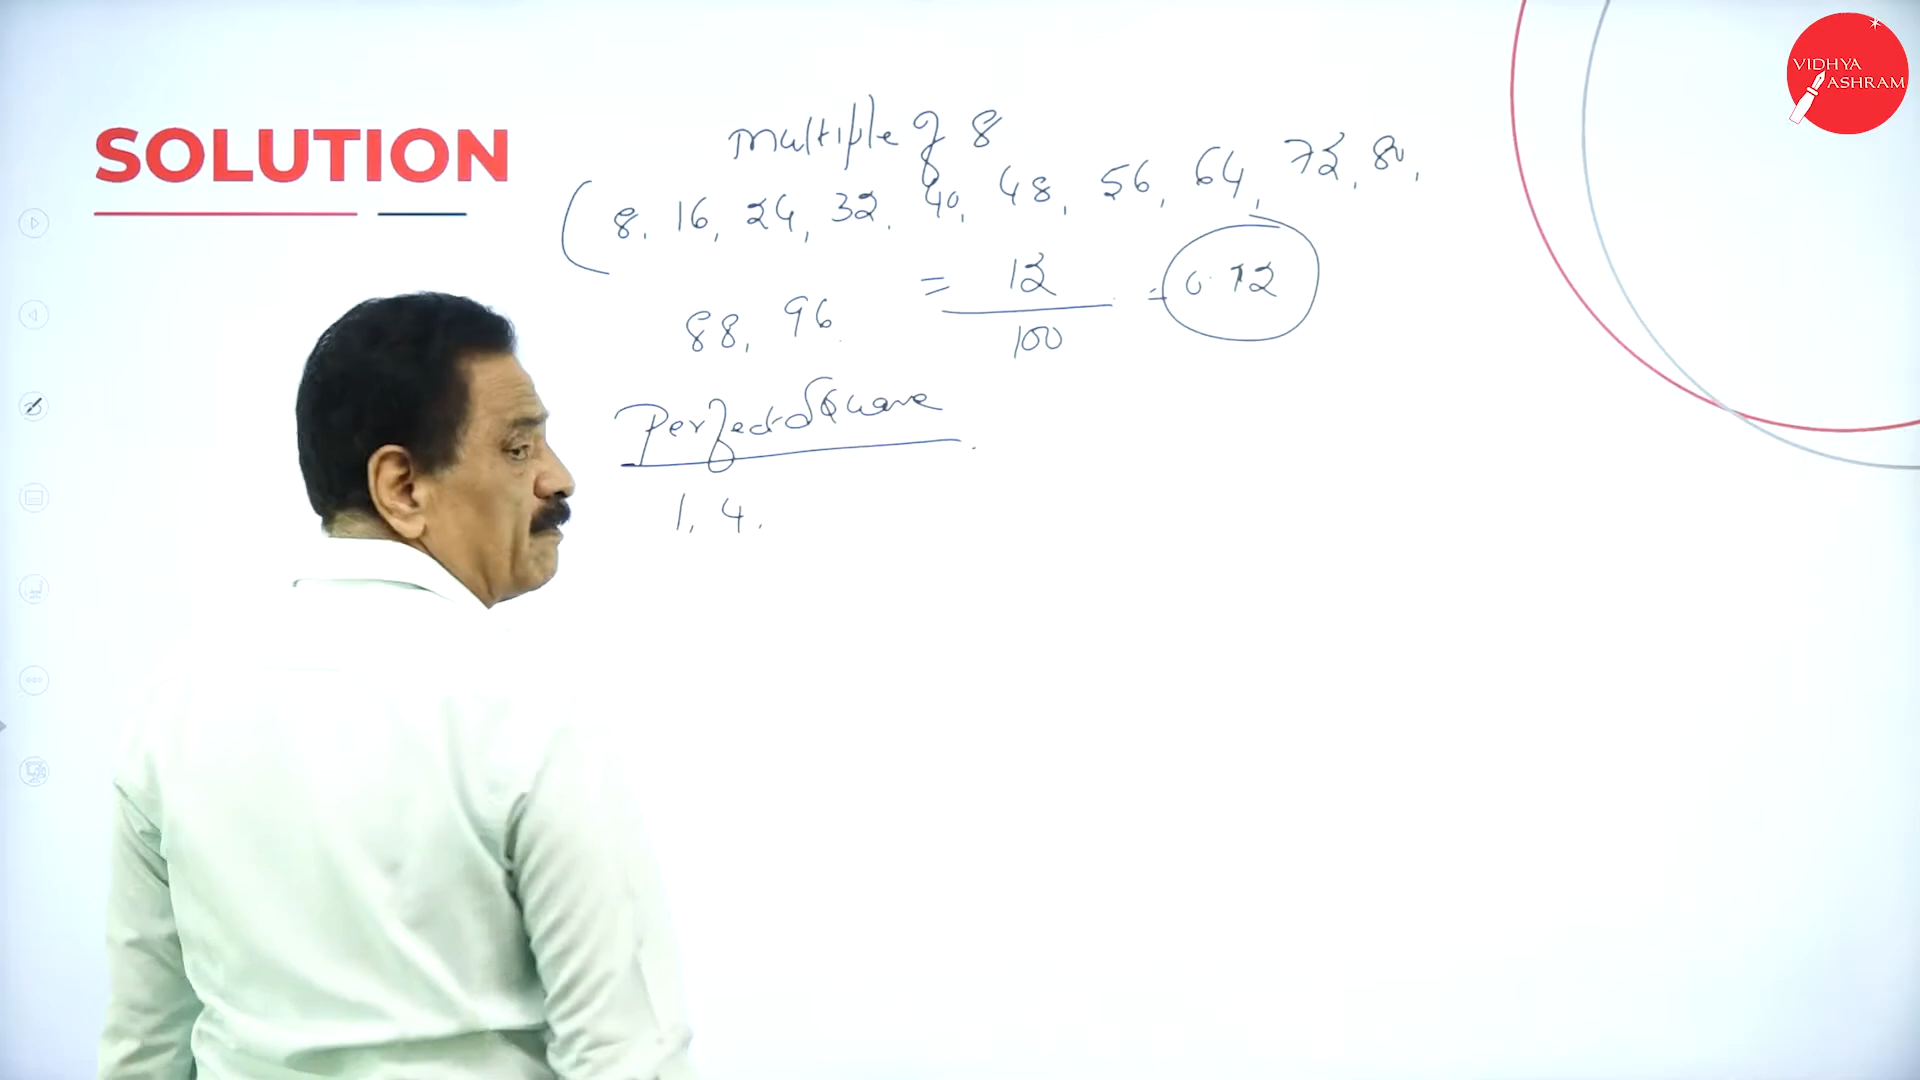 VIDHYA
ASHRAM
SOLUTION
multiple of 8
(8, 16, 24, 32, 40, 48, 56, 64, 72, 80,
88, 96
= 12/100 = 0.12
Perfect Square
1, 4,